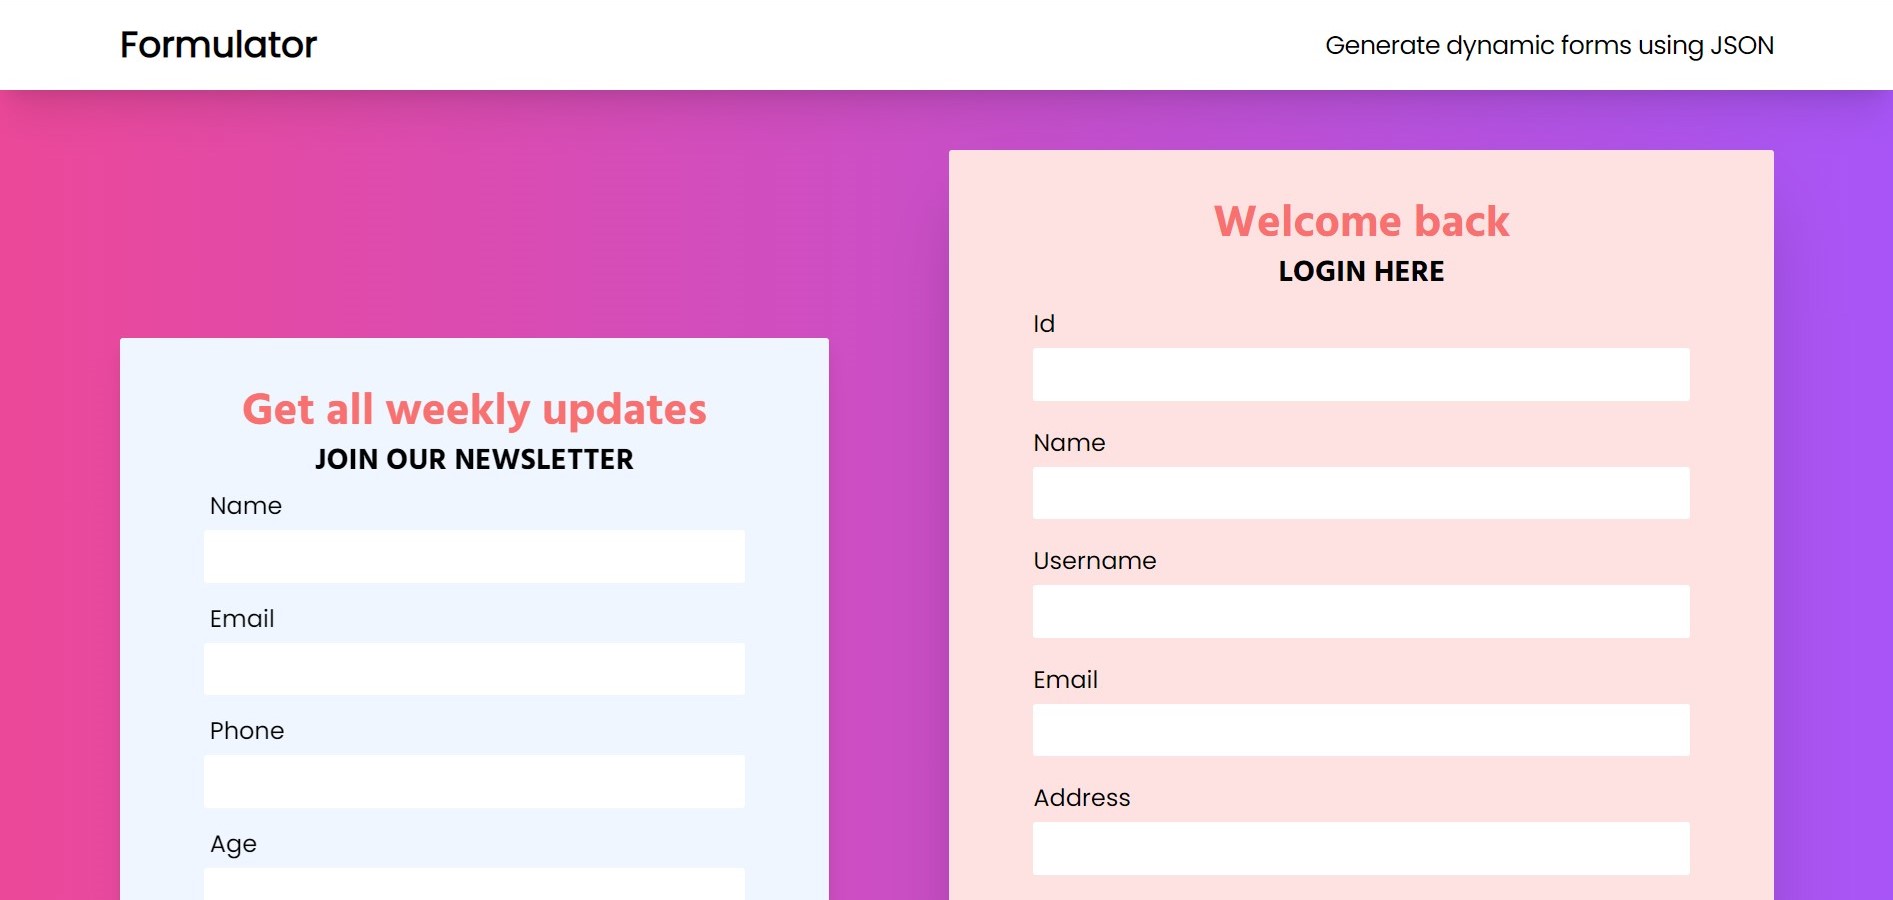 Formulator
Generate dynamic forms using JSON
Get all weekly updates
JOIN OUR NEWSLETTER
Name
Email
Phone
Age
Welcome back
LOGIN HERE
Id
Name
Username
Email
Address